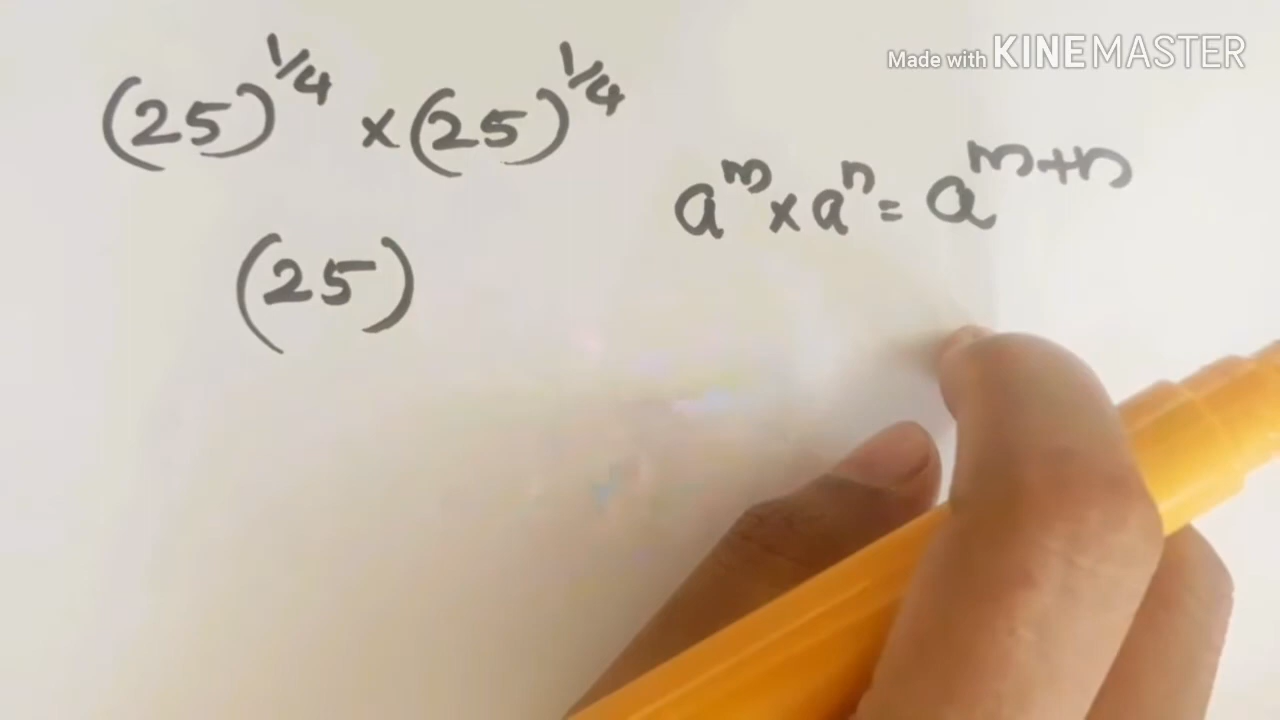 Made with KINEMASTER
(25)^1/4 × (25)^1/4
a^m × a^n = a^m+n
(25)